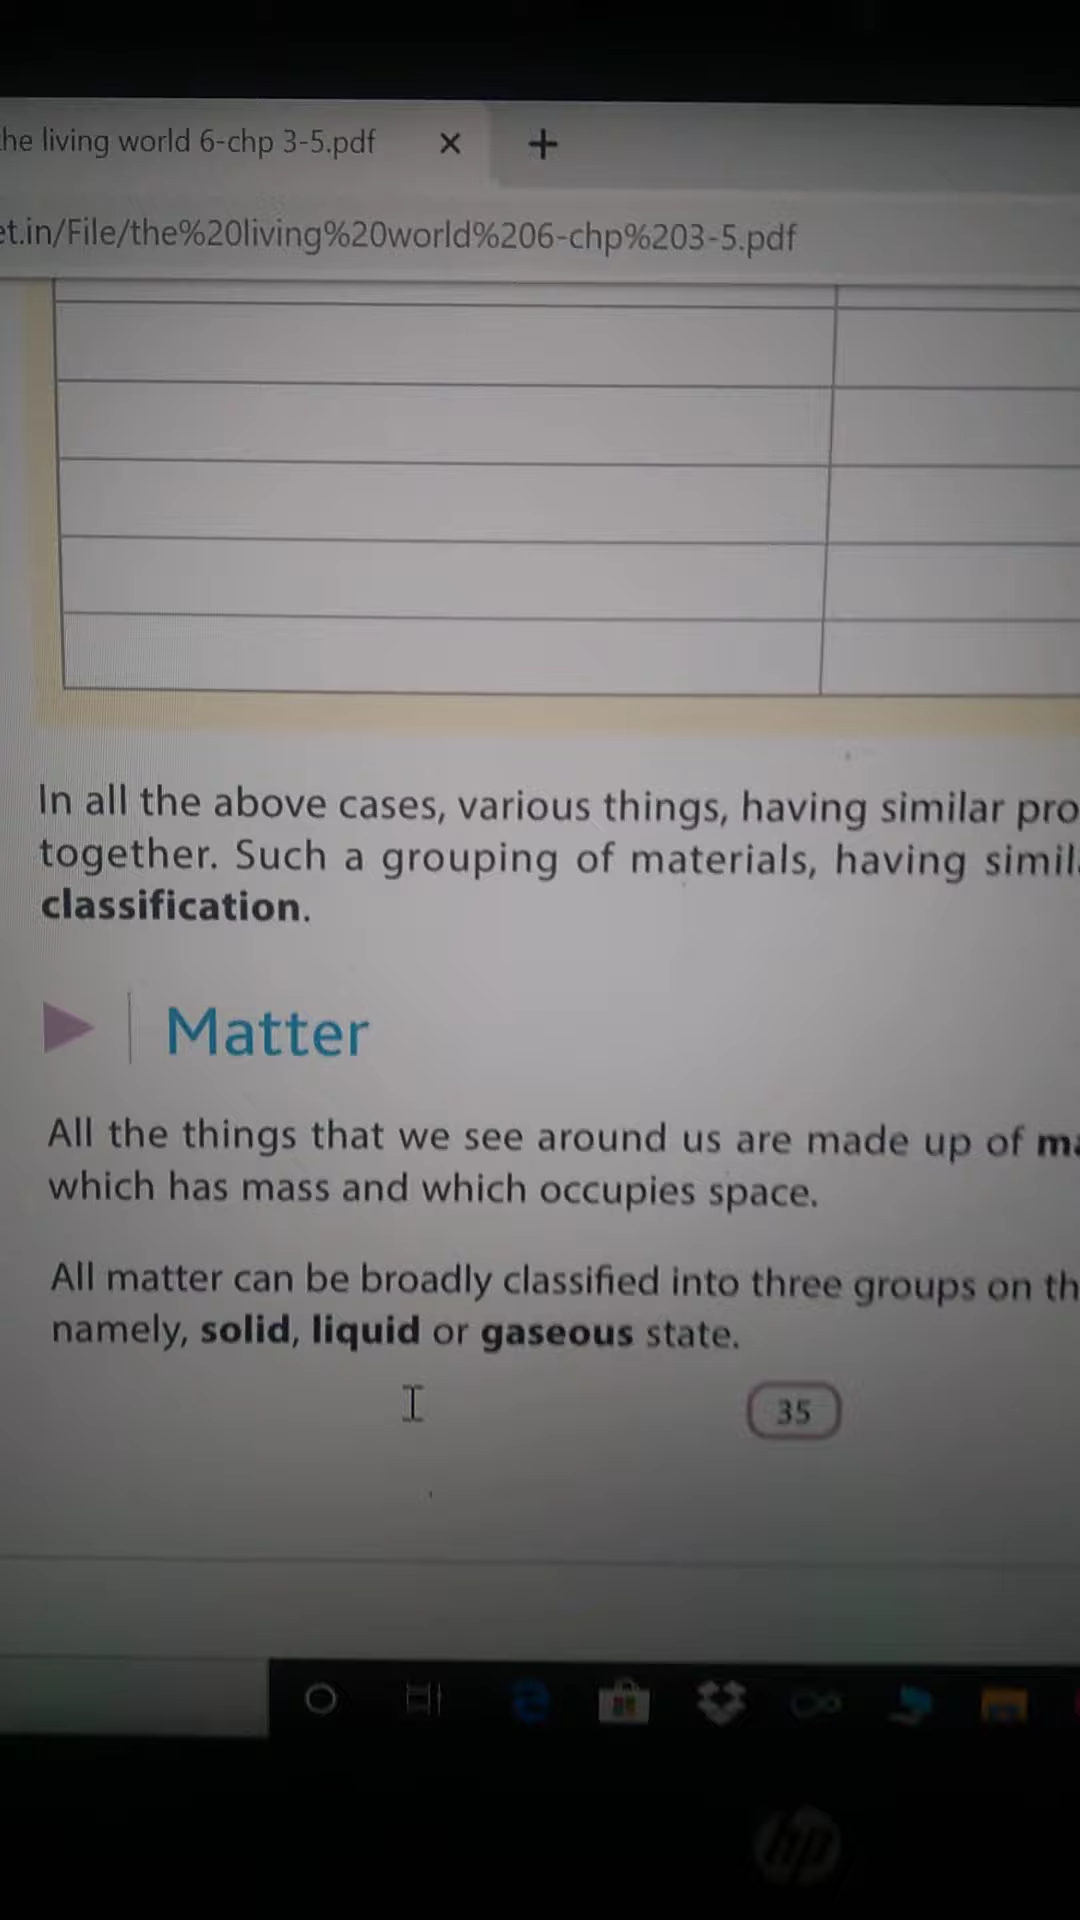 he living world 6-chp 3-5.pdf
et.in/File/the%20living%20world%206-chp%203-5.pdf
In all the above cases, various things, having similar
together. Such a grouping of materials, having
classification.
Matter
All the things that we see around us are made up of
which has mass and which occupies space.
All matter can be broadly classified into three groups on
namely, solid, liquid or gaseous state.
35
hp